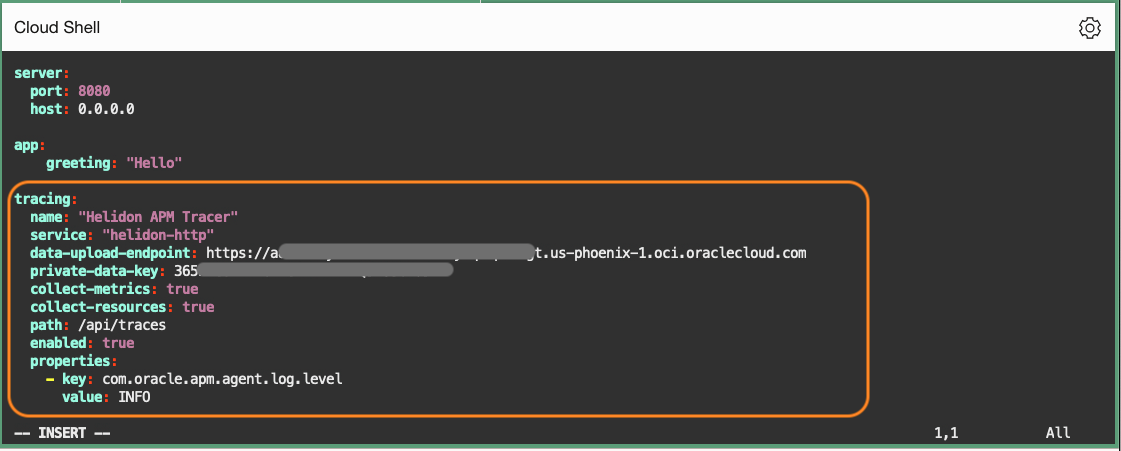 Cloud Shell
server:
  port: 8080
  host: 0.0.0.0
app:
    greeting: "Hello"
tracing:
  name: "Helidon APM Tracer"
  service: "helidon-http"
  data-upload-endpoint: https://a t.us-phoenix-1.oci.oraclecloud.com
  private-data-key: 365
  collect-metrics: true
  collect-resources: true
  path: /api/traces
  enabled: true
  properties:
    - key: com.oracle.apm.agent.log.level
      value: INFO
-- INSERT -- 1,1 All